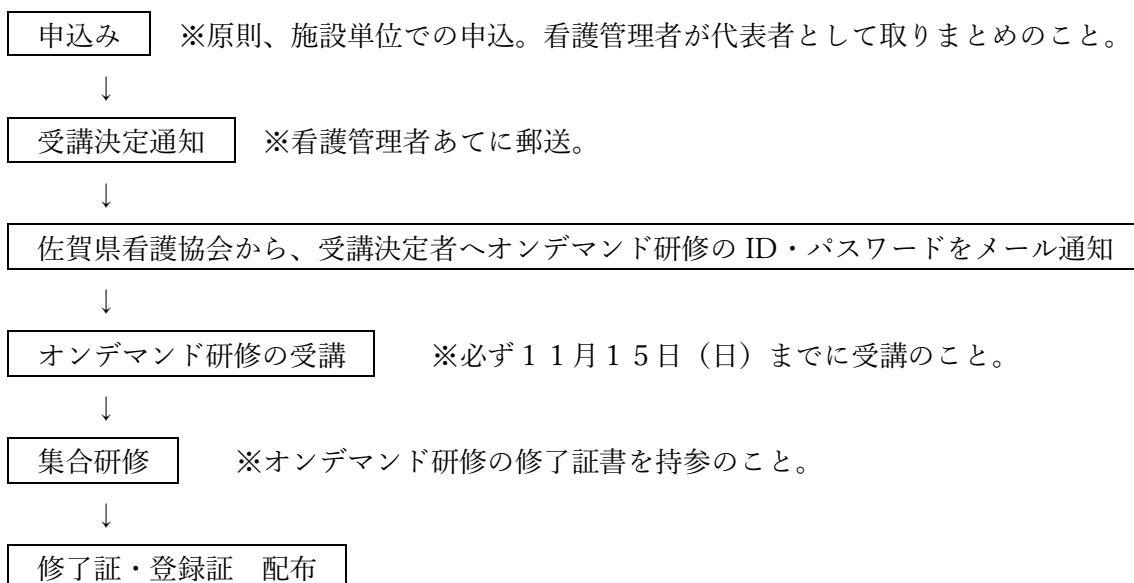 申込み　※原則、施設単位での申込。看護管理者が代表者として取りまとめのこと。
↓
受講決定通知　※看護管理者あてに郵送。
↓
佐賀県看護協会から、受講決定者へオンデマンド研修の ID・パスワードをメール通知
↓
オンデマンド研修の受講　※必ず１１月１５日（日）までに受講のこと。
↓
集合研修　※オンデマンド研修の修了証書を持参のこと。
↓
修了証・登録証　配布